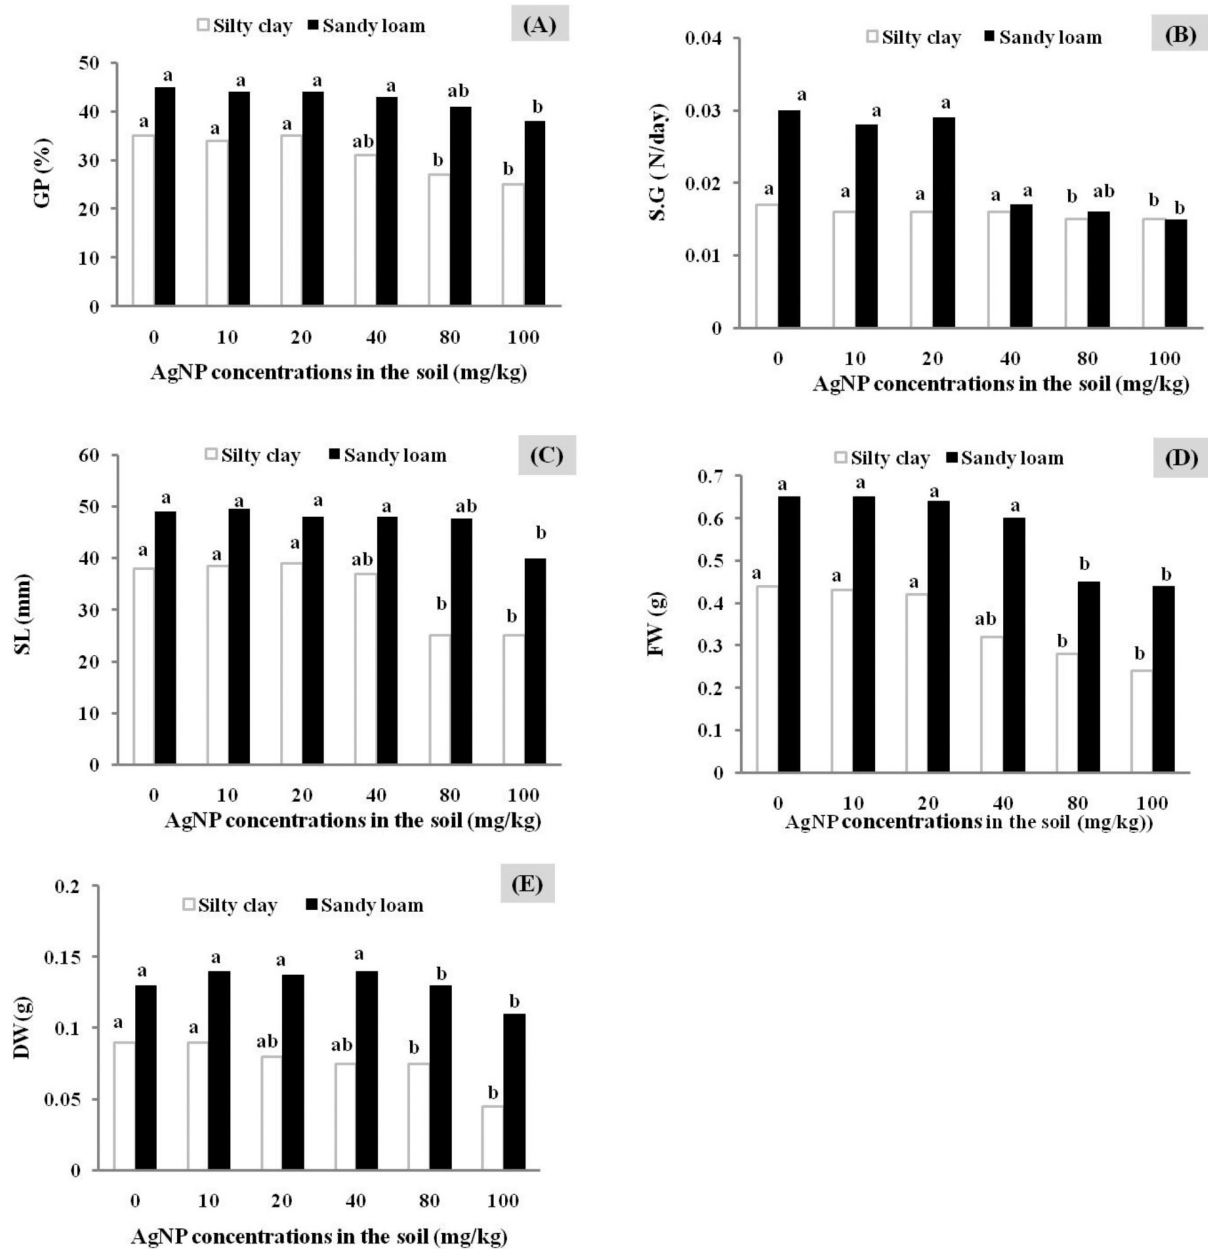 Silty clay Sandy loam (A)
GP (%)
50
40
30
20
10
0
a a a a a a ab a b ab b b
0 10 20 40 80 100
AgNP concentrations in the soil (mg/kg)
Silty clay Sandy loam (B)
S.G ( N/day)
0.04
0.03
0.02
0.01
0
a a a a a a a a b ab b b
0 10 20 40 80 100
AgNP concentrations in the soil (mg/kg)
Silty clay Sandy loam (C)
SL (mm)
60
50
40
30
20
10
0
a a a a a a ab a b ab b b
0 10 20 40 80 100
AgNP concentrations in the soil (mg/kg)
Silty clay Sandy loam (D)
FW (g)
0.7
0.6
0.5
0.4
0.3
0.2
0.1
0
a a a a a a ab a b b b b
0 10 20 40 80 100
AgNP concentrations in the soil (mg/kg))
Silty clay Sandy loam (E)
DW(g)
0.2
0.15
0.1
0.05
0
a a a a ab a ab a b b b b
0 10 20 40 80 100
AgNP concentrations in the soil (mg/kg)